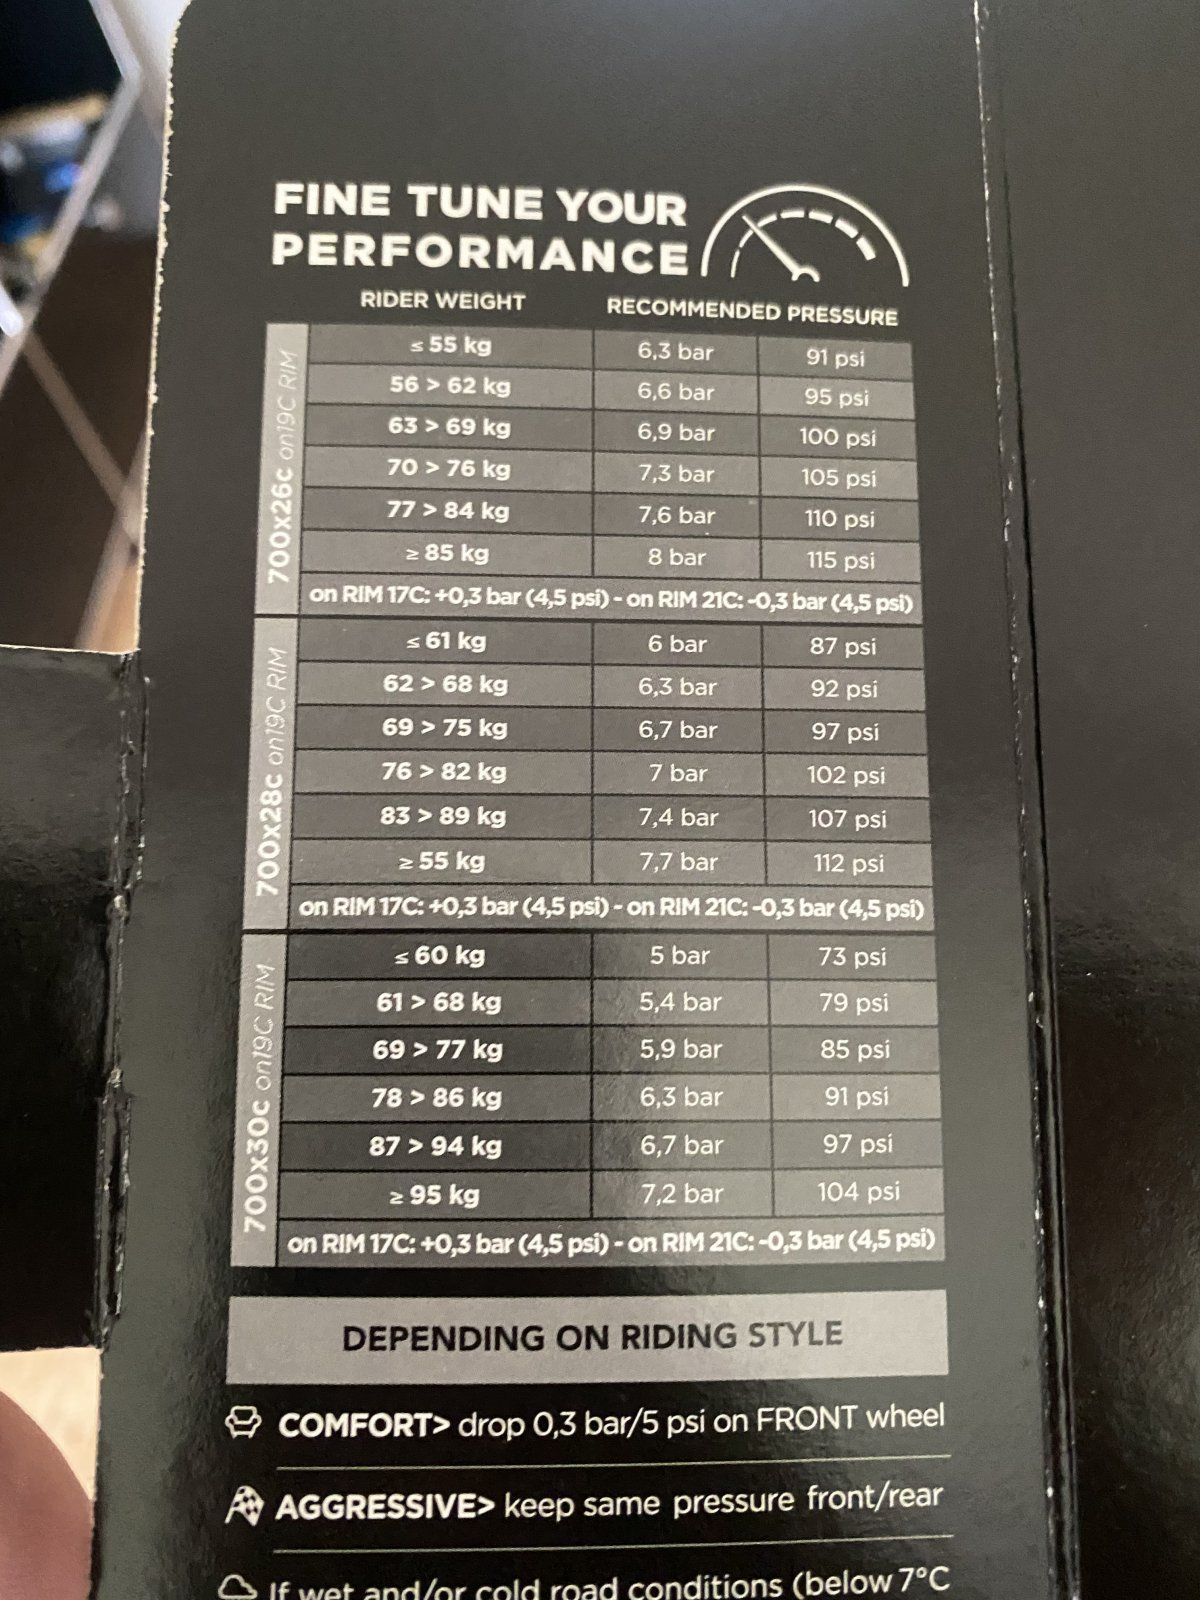 FINE TUNE YOUR
PERFORMANCE
RIDER WEIGHT RECOMMENDED PRESSURE
700x26c on19C RIM
≤ 55 kg 6,3 bar 91 psi
56 > 62 kg 6,6 bar 95 psi
63 > 69 kg 6,9 bar 100 psi
70 > 76 kg 7,3 bar 105 psi
77 > 84 kg 7,6 bar 110 psi
≥ 85 kg 8 bar 115 psi
on RIM 17C: +0,3 bar (4,5 psi) - on RIM 21C: -0,3 bar (4,5 psi)
700x28c on19C RIM
≤ 61 kg 6 bar 87 psi
62 > 68 kg 6,3 bar 92 psi
69 > 75 kg 6,7 bar 97 psi
76 > 82 kg 7 bar 102 psi
83 > 89 kg 7,4 bar 107 psi
≥ 55 kg 7,7 bar 112 psi
on RIM 17C: +0,3 bar (4,5 psi) - on RIM 21C: -0,3 bar (4,5 psi)
700x30c on19C RIM
≤ 60 kg 5 bar 73 psi
61 > 68 kg 5,4 bar 79 psi
69 > 77 kg 5,9 bar 85 psi
78 > 86 kg 6,3 bar 91 psi
87 > 94 kg 6,7 bar 97 psi
≥ 95 kg 7,2 bar 104 psi
on RIM 17C: +0,3 bar (4,5 psi) - on RIM 21C: -0,3 bar (4,5 psi)
DEPENDING ON RIDING STYLE
COMFORT> drop 0,3 bar/5 psi on FRONT wheel
AGGRESSIVE> keep same pressure front/rear
If wet and/or cold road conditions (below 7°C